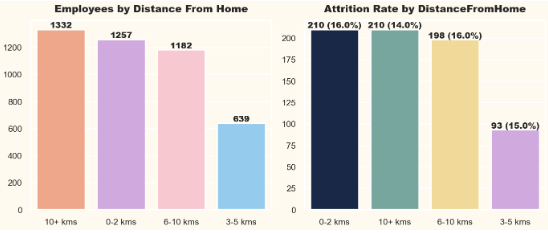 Employees by Distance From Home
1332
1257
1182
639
1200
1000
800
600
400
200
0
10+ kms
0-2 kms
6-10 kms
3-5 kms
Attrition Rate by DistanceFromHome
210 (16.0%)
210 (14.0%)
198 (16.0%)
93 (15.0%)
200
175
150
125
100
75
50
25
0
0-2 kms
10+ kms
6-10 kms
3-5 kms